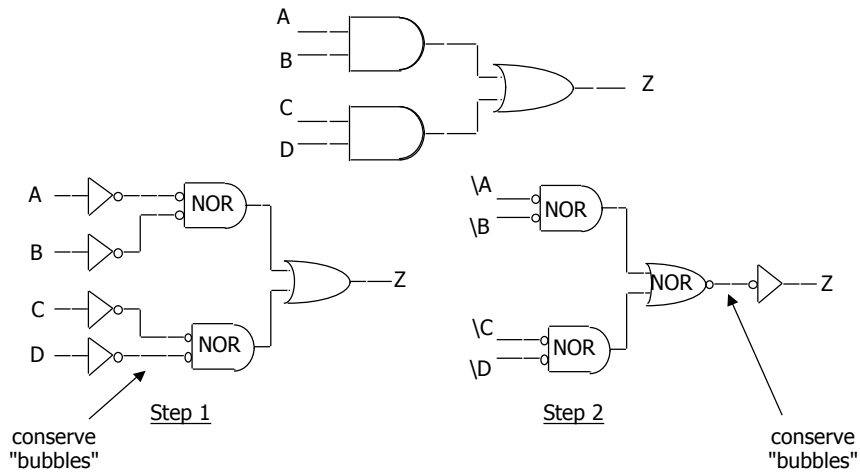 A
B
Z
C
D
A
NOR
B
C
NOR
D
Z
Step 1
conserve
"bubbles"
\A
NOR
\B
NOR
Z
\C
NOR
\D
Step 2
conserve
"bubbles"